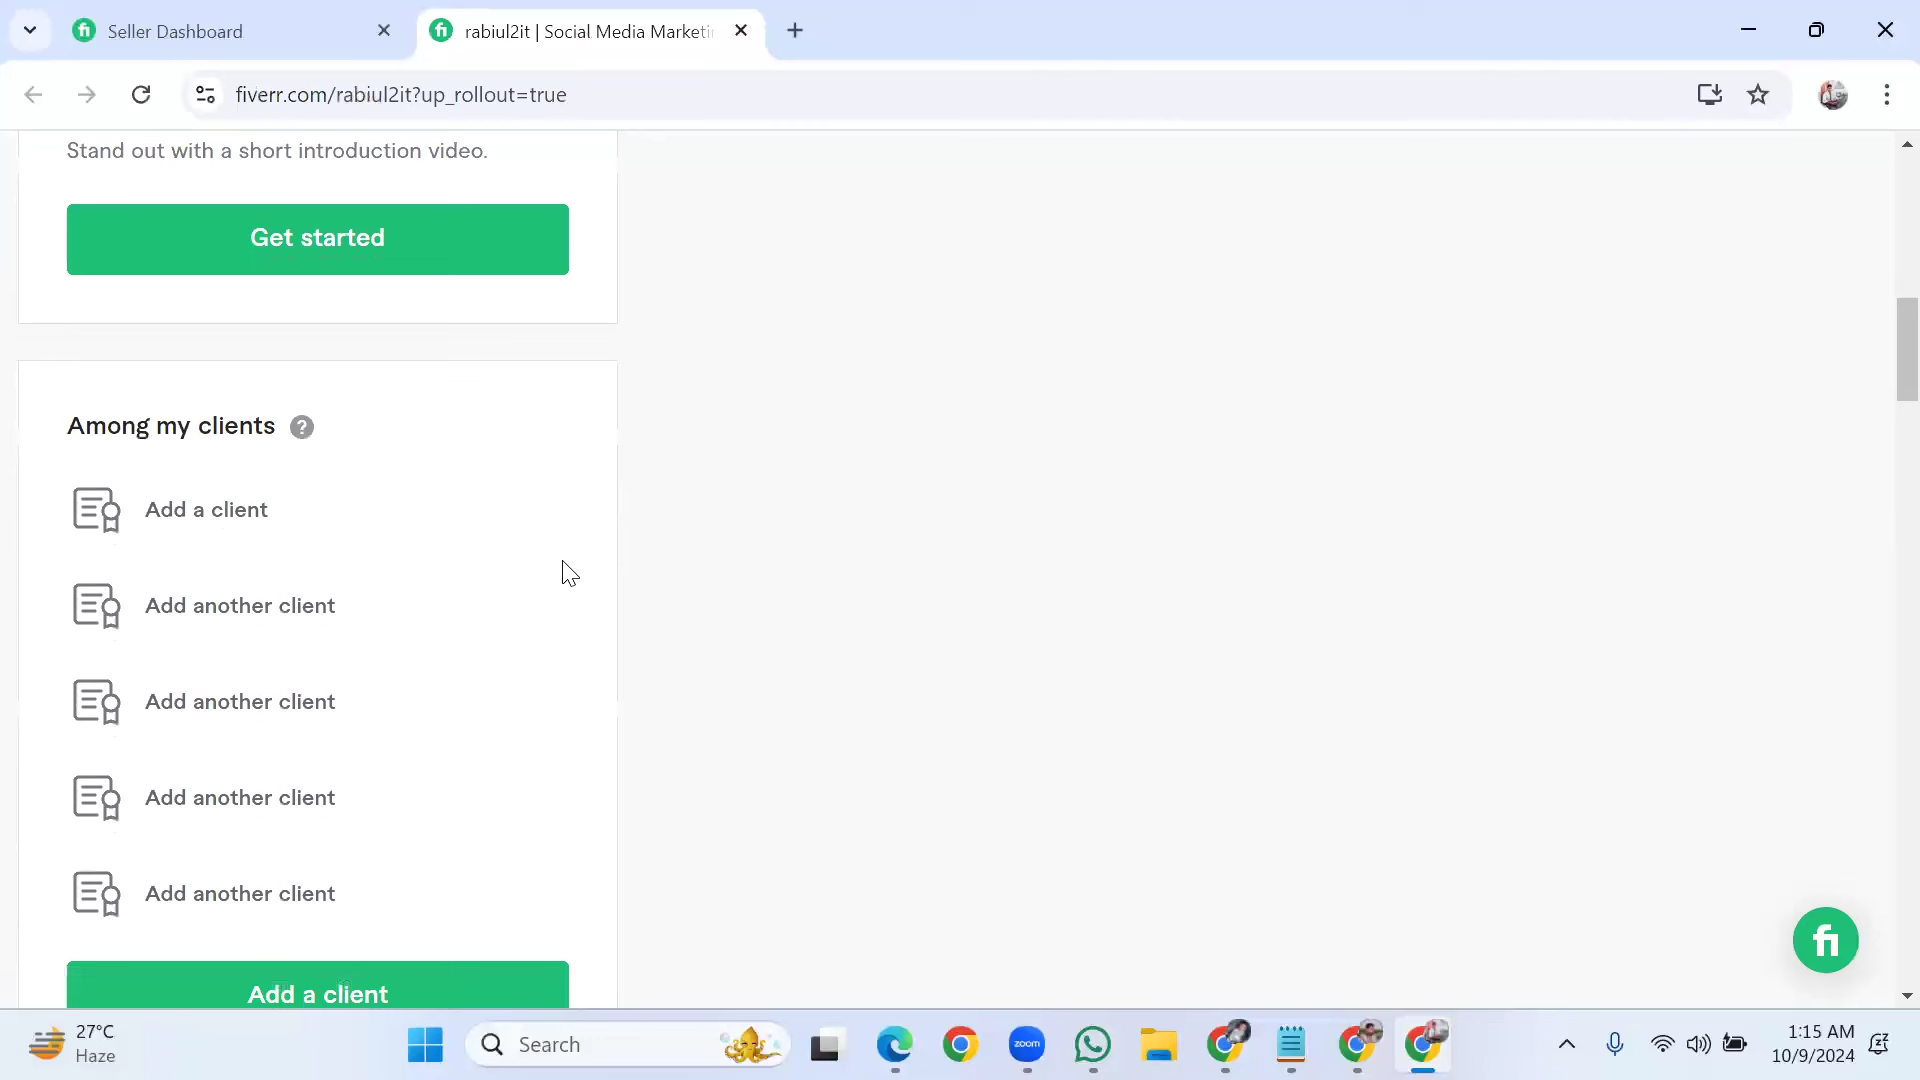 Seller Dashboard
rabiul2it | Social Media Marketin
fiverr.com/rabiul2it?up_rollout=true
Stand out with a short introduction video.
Get started
Among my clients ?
Add a client
Add another client
Add another client
Add another client
Add another client
Add a client
fi
27°C
Haze
Search
zoom
1:15 AM
10/9/2024